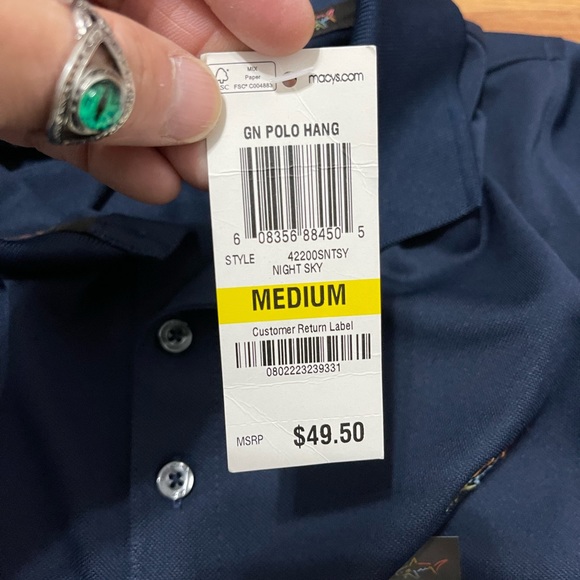 MIX
Paper
FSC® C004883
macys.com
GN POLO HANG
6 08356 88450 5
STYLE 42200SNTSY
NIGHT SKY
MEDIUM
Customer Return Label
0802223239331
MSRP $49.50